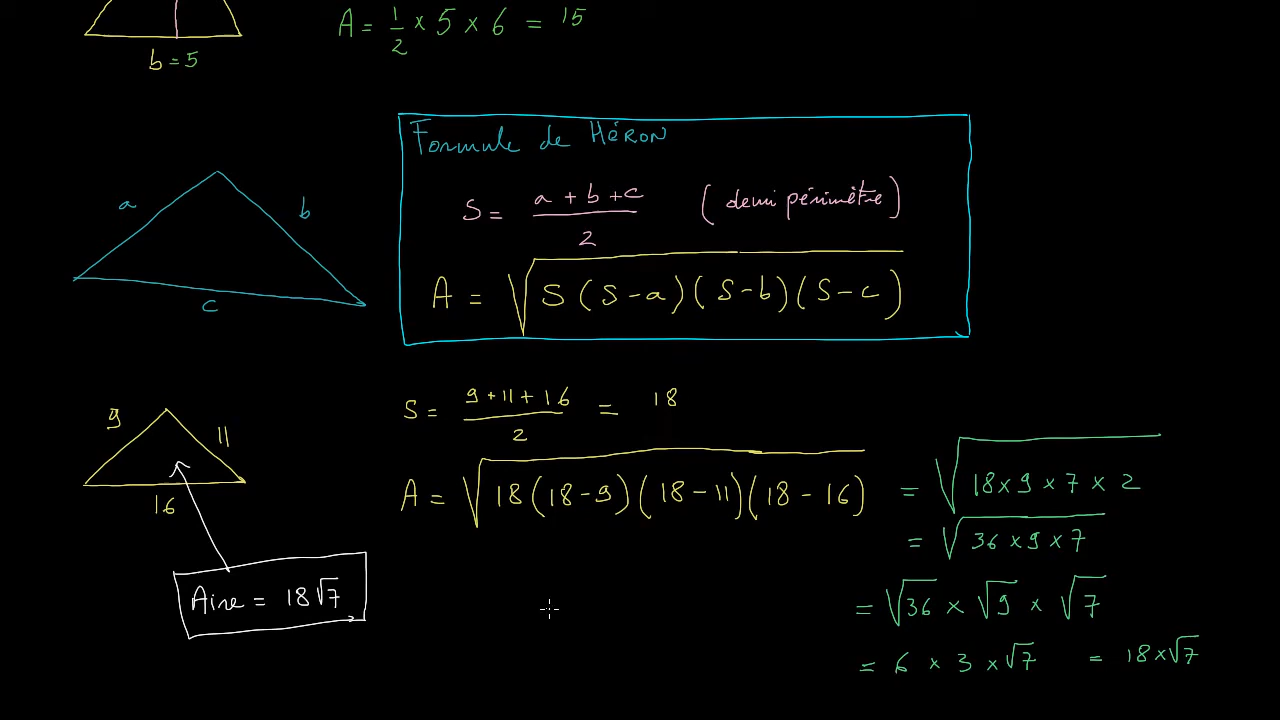 A = 1/2 × 5 × 6 = 15
b = 5
Formule de HÉRON
S = (a + b + c)/2 (demi périmètre)
A = √(S(S-a)(S-b)(S-c))
a
b
c
9
11
16
S = (9+11+16)/2 = 18
A = √(18(18-9)(18-11)(18-16)) = √(18×9×7×2)
= √(36×9×7)
= √36 × √9 × √7
= 6 × 3 × √7 = 18×√7
Aire = 18√7